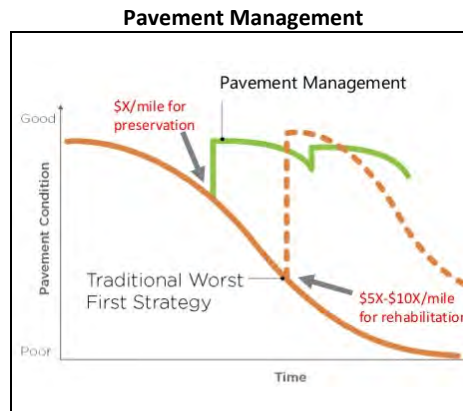 Pavement Management
Pavement Management
$X/mile for
preservation
Good
Pavement Condition
Traditional Worst
First Strategy
$5X-$10X/mile
for rehabilitation
Poor
Time